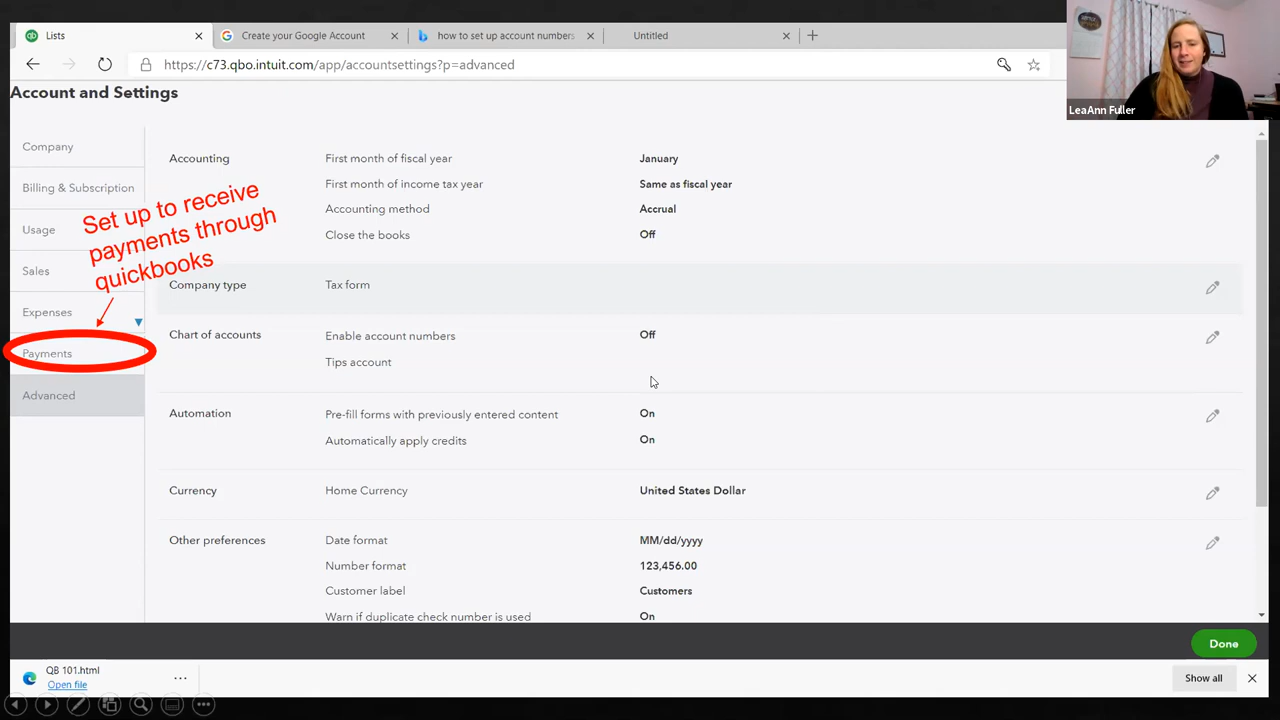 Lists
Create your Google Account
how to set up account numbers
Untitled
https://c73.qbo.intuit.com/app/accountsettings?p=advanced
LeaAnn Fuller
Account and Settings
Company
Billing & Subscription
Usage
Sales
Expenses
Payments
Advanced
Set up to receive
payments through
quickbooks
Accounting
First month of fiscal year
January
First month of income tax year
Same as fiscal year
Accounting method
Accrual
Close the books
Off
Company type
Tax form
Chart of accounts
Enable account numbers
Off
Tips account
Automation
Pre-fill forms with previously entered content
On
Automatically apply credits
On
Currency
Home Currency
United States Dollar
Other preferences
Date format
MM/dd/yyyy
Number format
123,456.00
Customer label
Customers
Warn if duplicate check number is used
On
Done
QB 101.html
Open file
Show all